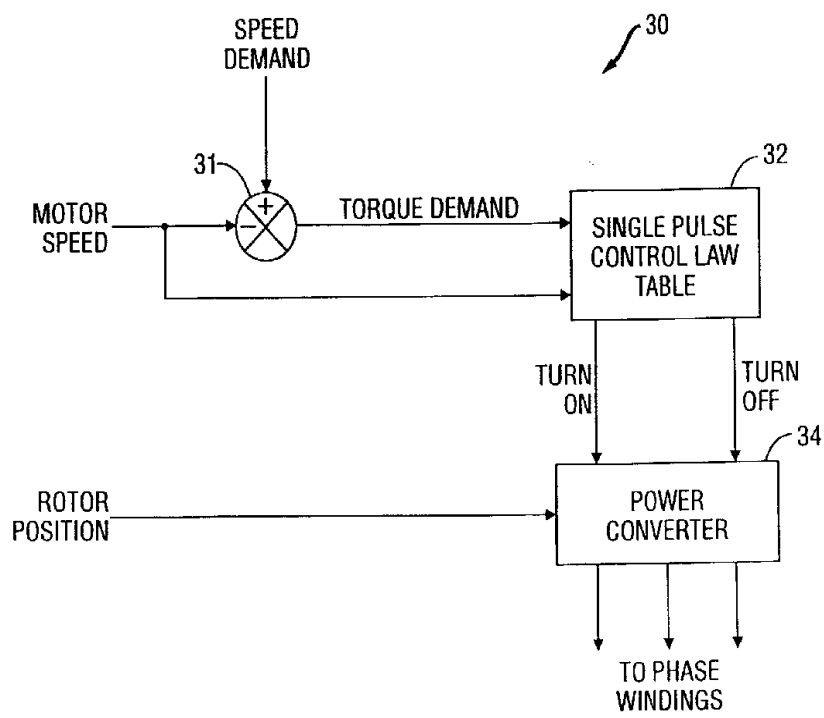 SPEED
DEMAND
30
31
+
−
MOTOR
SPEED
TORQUE DEMAND
32
SINGLE PULSE
CONTROL LAW
TABLE
TURN
ON
TURN
OFF
34
ROTOR
POSITION
POWER
CONVERTER
TO PHASE
WINDINGS